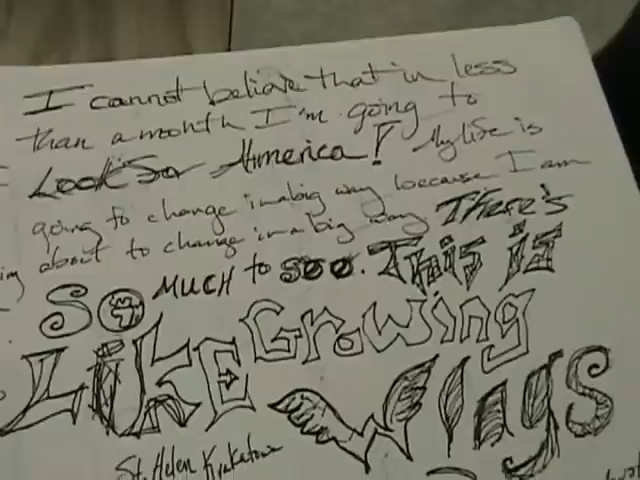 I cannot believe that in less
than a month I'm going to
Look for America! My life is
going to change in a big way because I am
about to change in a big way. There's
So MUCH to see. This is
LIKE Growing
Wings
St. Helen Krakatowa